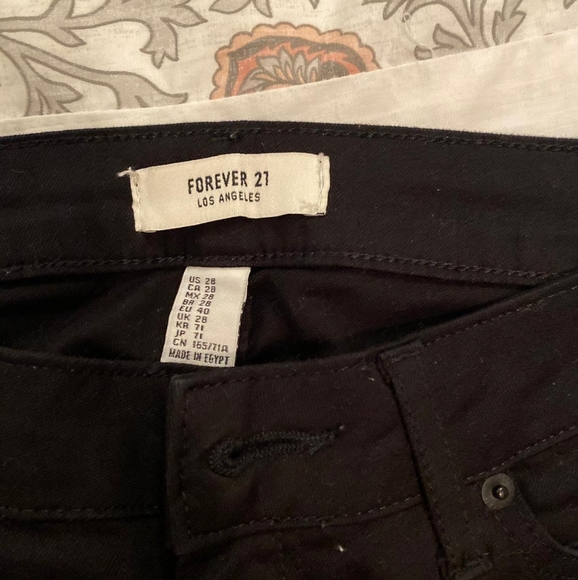 FOREVER 21
LOS ANGELES
US 28
CA 28
MX 28
BR 28
EU 40
UK 28
KR 71
JP 71
CN 165/71A
MADE IN EGYPT